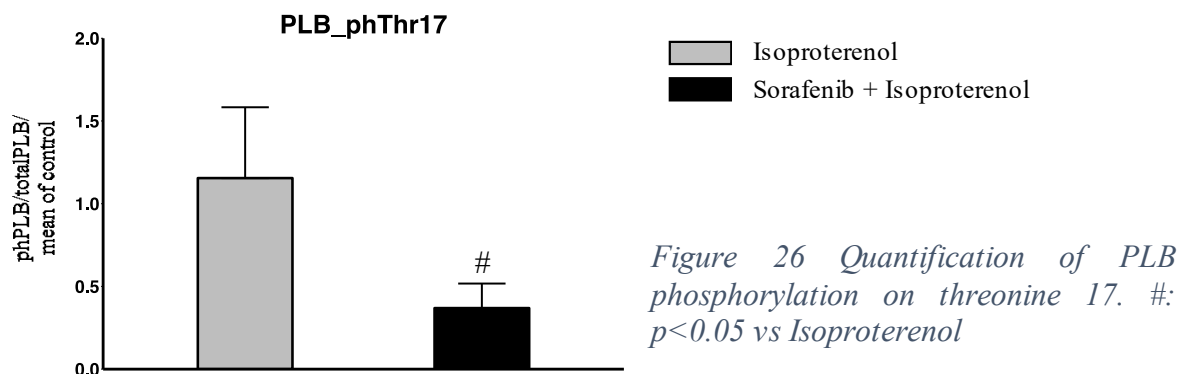 PLB_phThr17
2.0
1.5
1.0
0.5
0.0
phPLB/totalPLB/
mean of control
#
Isoproterenol
Sorafenib + Isoproterenol
Figure 26 Quantification of PLB
phosphorylation on threonine 17. #:
p<0.05 vs Isoproterenol